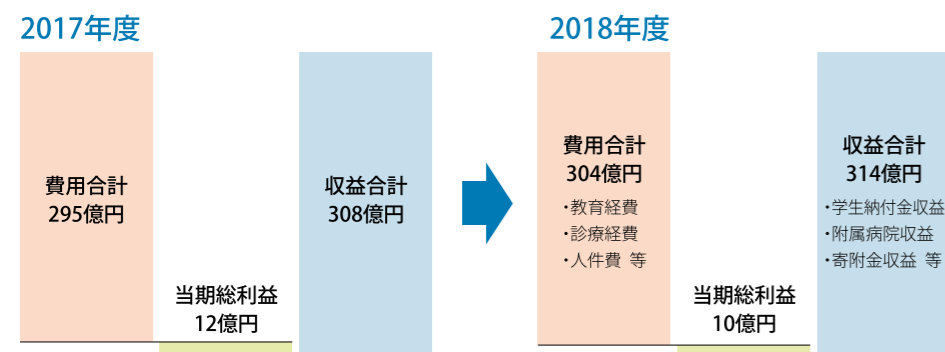 2017年度
費用合計
295億円
当期総利益
12億円
収益合計
308億円
2018年度
費用合計
304億円
・教育経費
・診療経費
・人件費 等
当期総利益
10億円
収益合計
314億円
・学生納付金収益
・附属病院収益
・寄附金収益 等